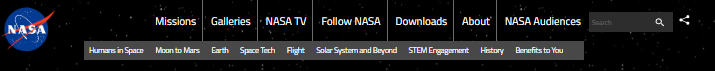 NASA
Missions Galleries NASA TV Follow NASA Downloads About NASA Audiences Search
Humans in Space Moon to Mars Earth Space Tech Flight Solar System and Beyond STEM Engagement History Benefits to You